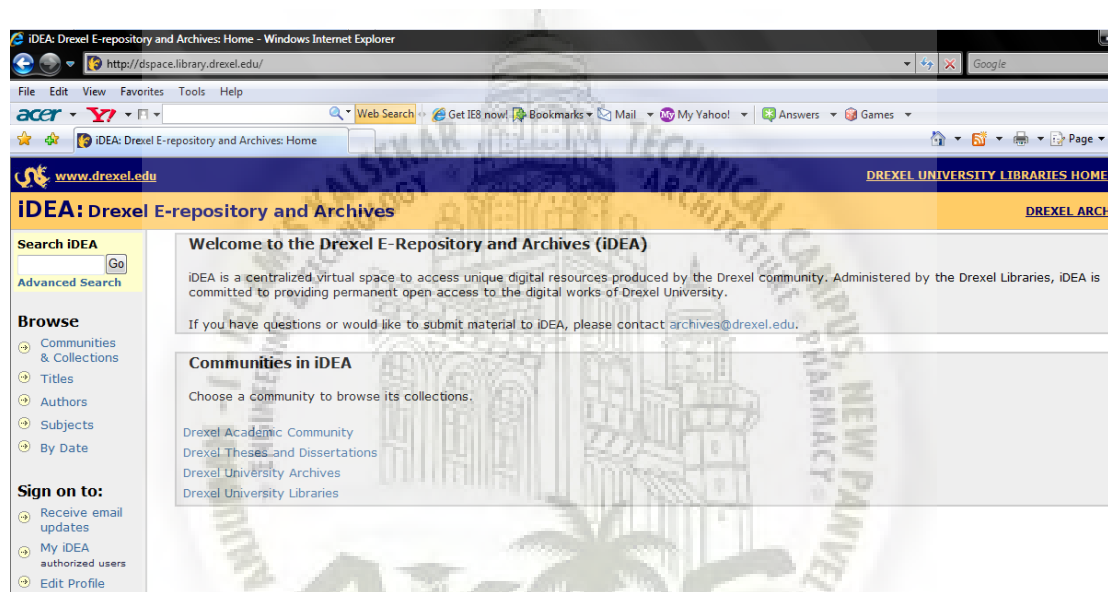 iDEA: Drexel E-repository and Archives: Home - Windows Internet Explorer
http://dspace.library.drexel.edu/
Google
File Edit View Favorites Tools Help
acer Y! Web Search Get IE8 now! Bookmarks Mail My Yahoo! Answers Games
iDEA: Drexel E-repository and Archives: Home
Page
www.drexel.edu
DREXEL UNIVERSITY LIBRARIES HOME
iDEA: Drexel E-repository and Archives
DREXEL ARCH
Search iDEA
Go
Advanced Search
Browse
Communities
& Collections
Titles
Authors
Subjects
By Date
Sign on to:
Receive email
updates
My iDEA
authorized users
Edit Profile
Welcome to the Drexel E-Repository and Archives (iDEA)
iDEA is a centralized virtual space to access unique digital resources produced by the Drexel community. Administered by the Drexel Libraries, iDEA is
committed to providing permanent open access to the digital works of Drexel University.
If you have questions or would like to submit material to iDEA, please contact archives@drexel.edu.
Communities in iDEA
Choose a community to browse its collections.
Drexel Academic Community
Drexel Theses and Dissertations
Drexel University Archives
Drexel University Libraries
KALSEKAR TECHNICAL CAMPUS NEW PANVEL
ARCHITECTURE PHARMACY